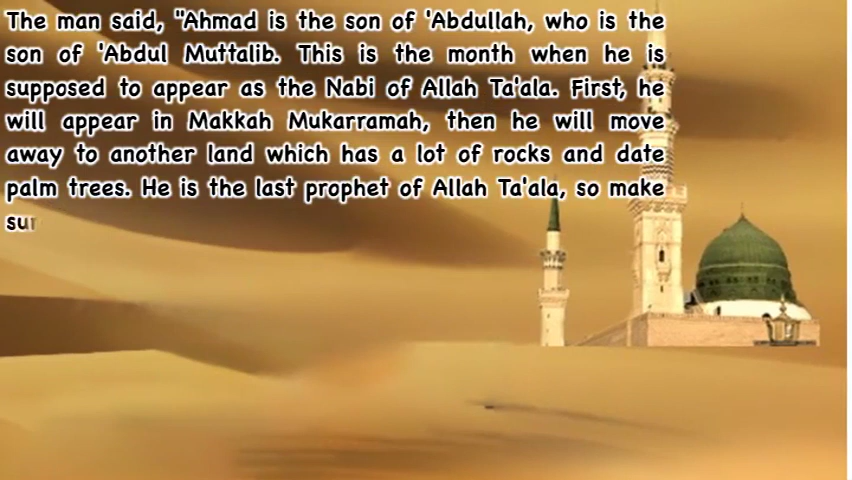 The man said, "Ahmad is the son of 'Abdullah, who is the
son of 'Abdul Muttalib. This is the month when he is
supposed to appear as the Nabi of Allah Ta'ala. First, he
will appear in Makkah Mukarramah, then he will move
away to another land which has a lot of rocks and date
palm trees. He is the last prophet of Allah Ta'ala, so make
sur